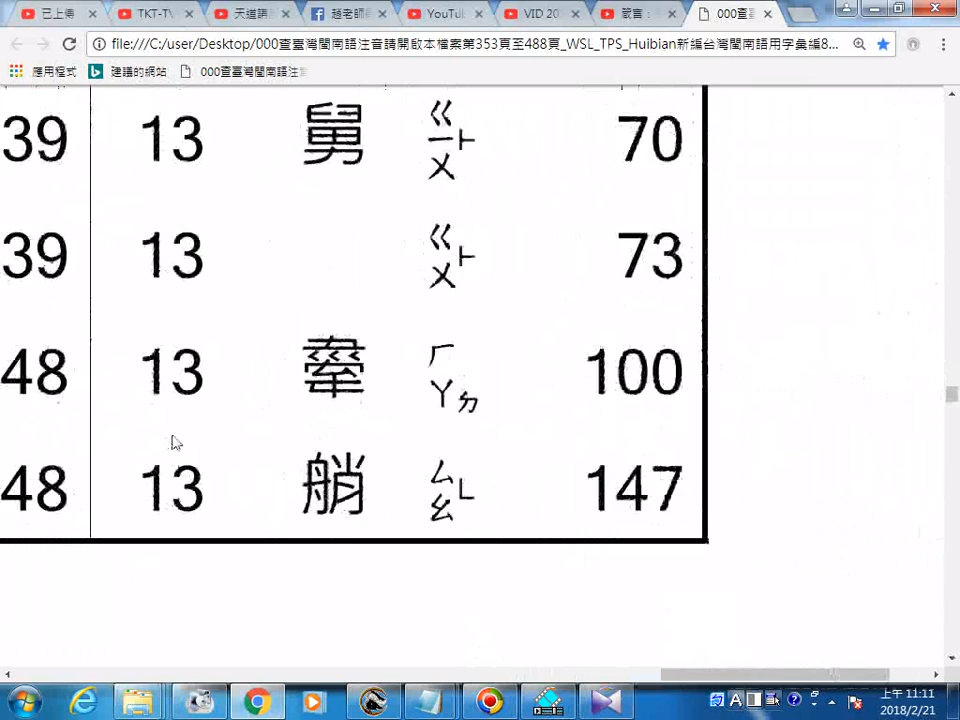 已上傳
TKT-TV
天道講
趙老師
YouTub
VID 20
箴言：
000查臺
file:///C:/user/Desktop/000查臺灣閩南語注音請開啟本檔案第353頁至488頁_WSL_TPS_Huibian新編台灣閩南語用字彙編8...
應用程式 建議的網站 000查臺灣閩南語注
39 13 舅 ㄍㄧㄨ├ 70
39 13 ㄍㄨ├ 73
48 13 ㄏㄚㄉ 100
48 13 艄 ㄙㄠ└ 147
上午 11:11
2018/2/21